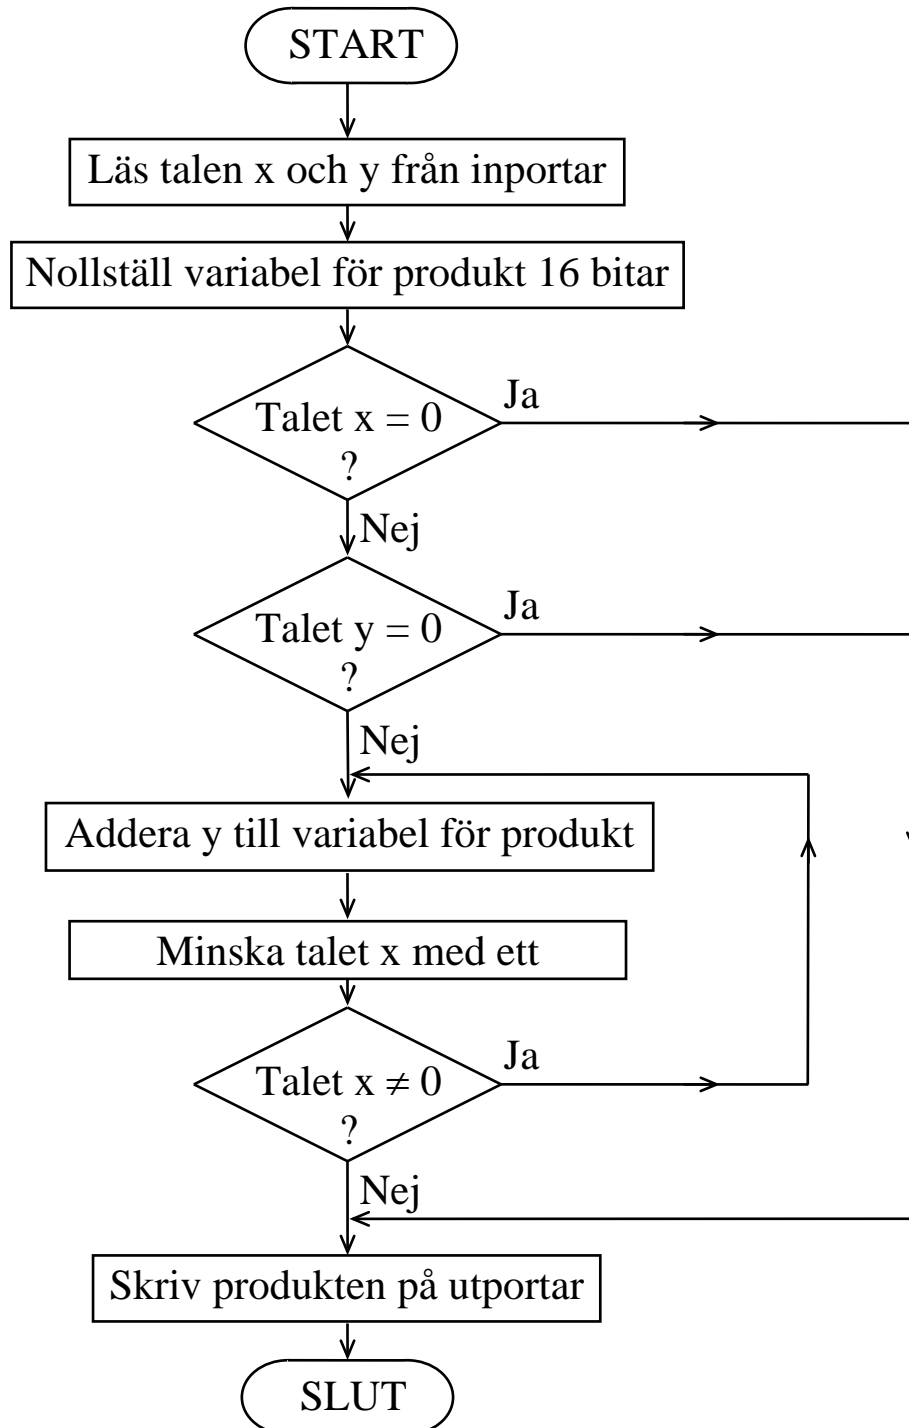 START
Läs talen x och y från inportar
Nollställ variabel för produkt 16 bitar
Ja
Talet x = 0
?
Nej
Ja
Talet y = 0
?
Nej
Addera y till variabel för produkt
Minska talet x med ett
Ja
Talet x ≠ 0
?
Nej
Skriv produkten på utportar
SLUT